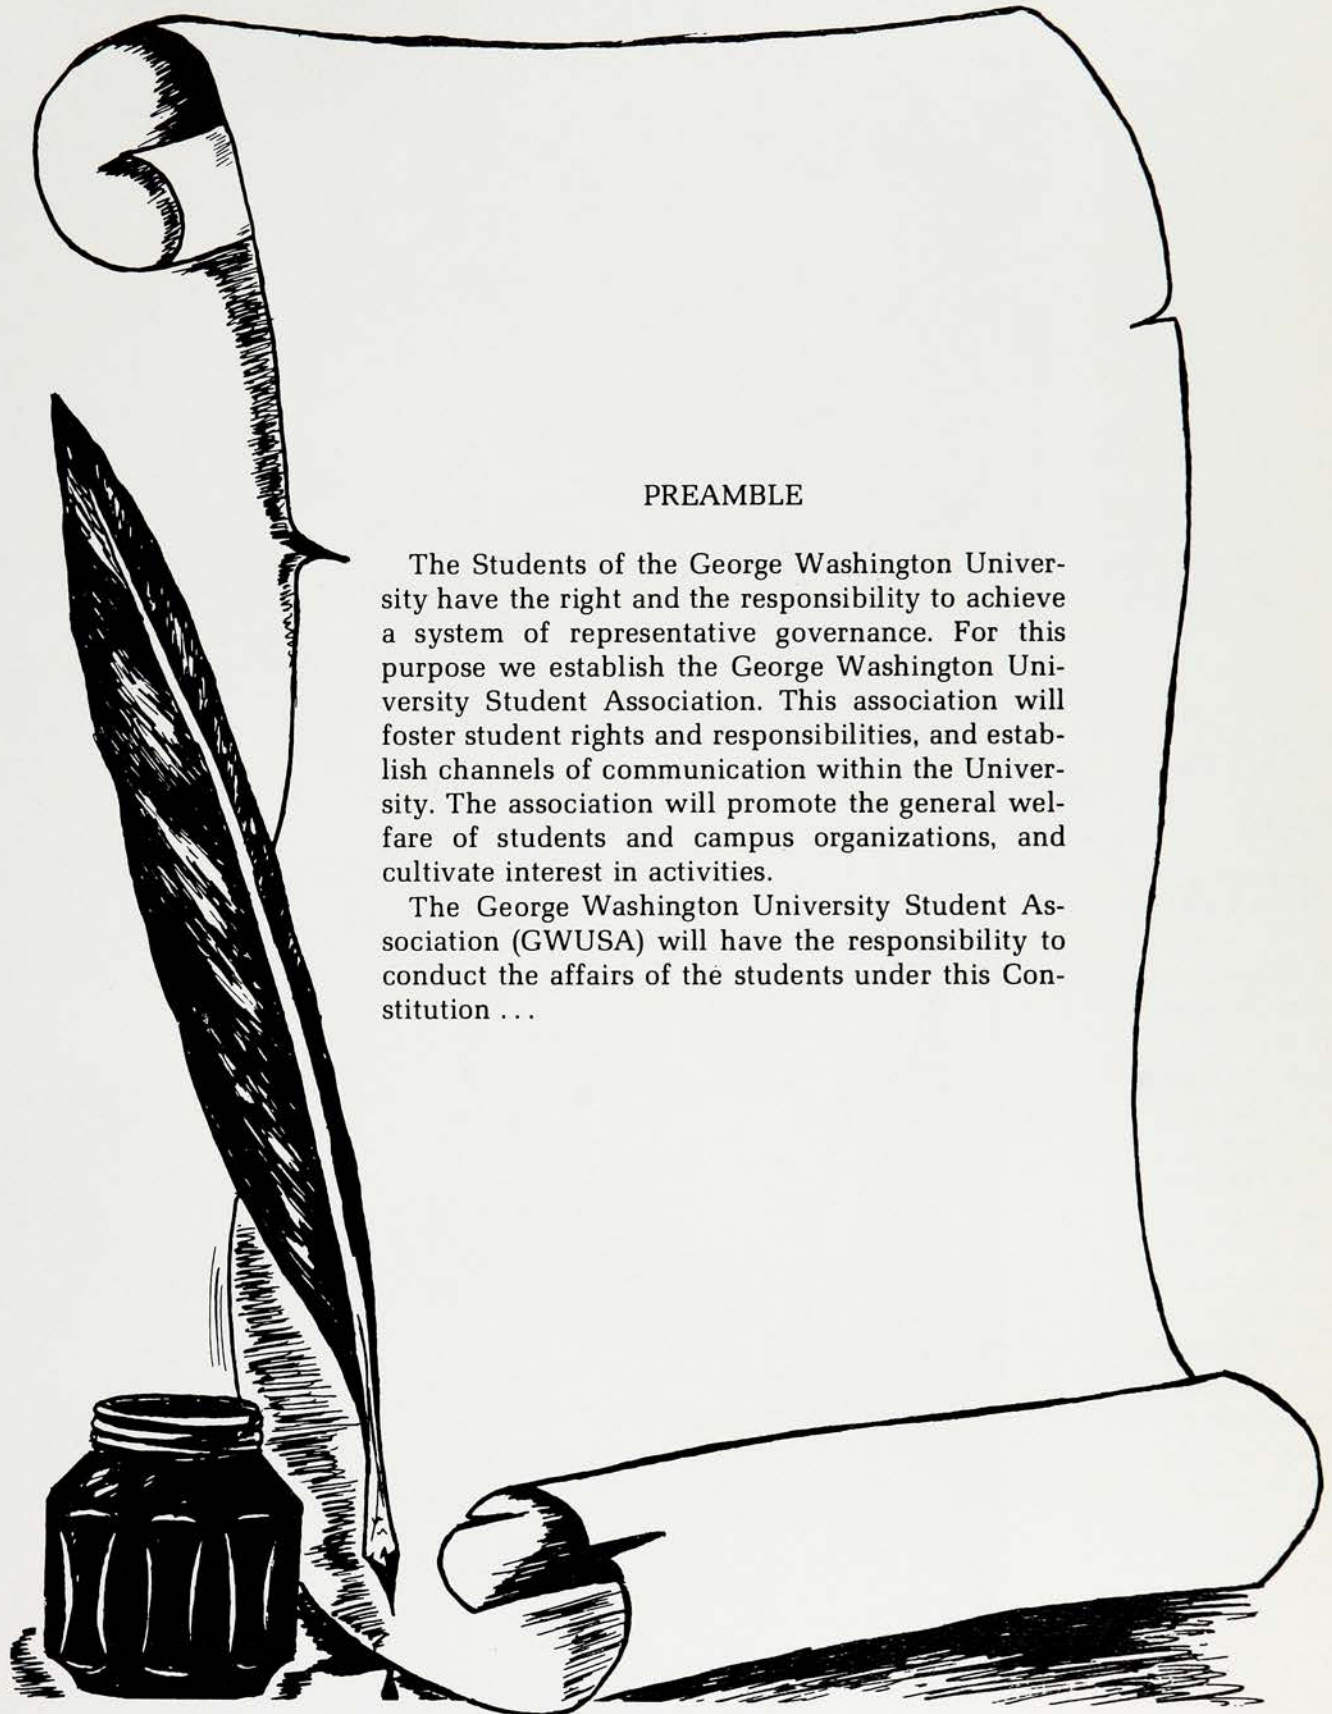 PREAMBLE
The Students of the George Washington Univer-
sity have the right and the responsibility to achieve
a system of representative governance. For this
purpose we establish the George Washington Uni-
versity Student Association. This association will
foster student rights and responsibilities, and estab-
lish channels of communication within the Univer-
sity. The association will promote the general wel-
fare of students and campus organizations, and
cultivate interest in activities.
The George Washington University Student As-
sociation (GWUSA) will have the responsibility to
conduct the affairs of the students under this Con-
stitution ...